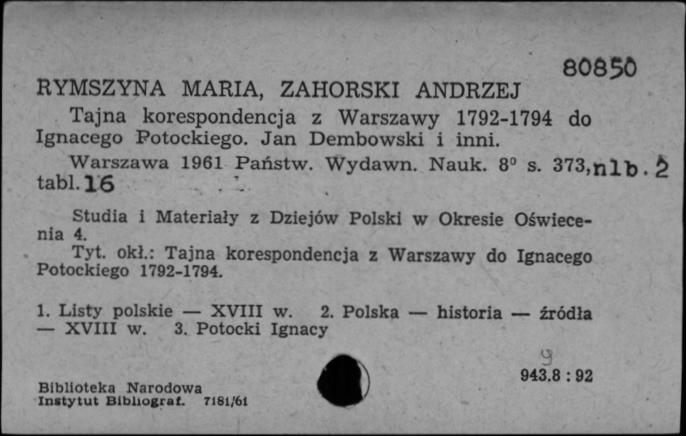 80850
RYMSZYNA MARIA, ZAHORSKI ANDRZEJ
Tajna korespondencja z Warszawy 1792-1794 do
Ignacego Potockiego. Jan Dembowski i inni.
Warszawa 1961 Państw. Wydawn. Nauk. 8° s. 373, nlb. 2
tabl. 16
Studia i Materiały z Dziejów Polski w Okresie Oświece-
nia 4.
Tyt. okł.: Tajna korespondencja z Warszawy do Ignacego
Potockiego 1792-1794.
1. Listy polskie — XVIII w. 2. Polska — historia — źródła
— XVIII w. 3. Potocki Ignacy
9
943.8 : 92
Biblioteka Narodowa
Instytut Bibliograf. 7181/61